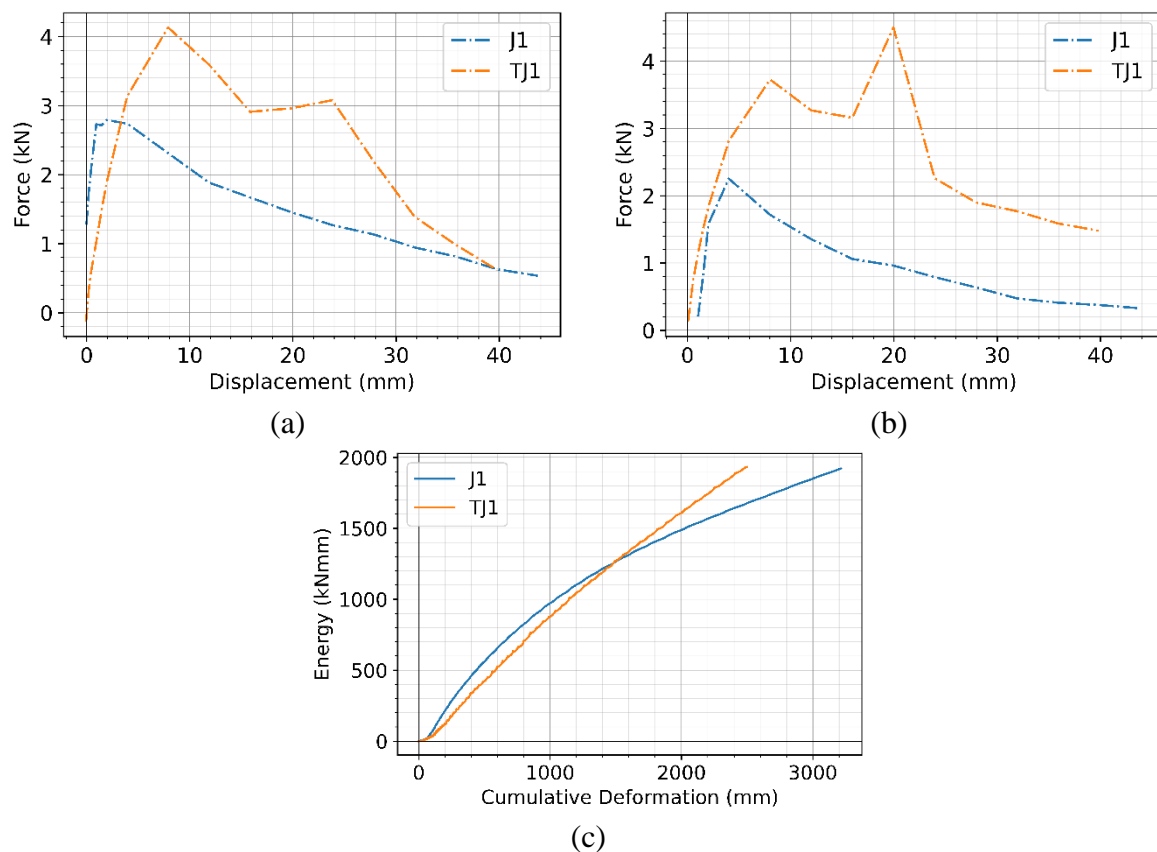 4
3
2
1
0
Force (kN)
J1
TJ1
0 10 20 30 40
Displacement (mm)
(a)
4
3
2
1
0
Force (kN)
J1
TJ1
0 10 20 30 40
Displacement (mm)
(b)
2000
1500
1000
500
0
Energy (kNmm)
J1
TJ1
0 1000 2000 3000
Cumulative Deformation (mm)
(c)